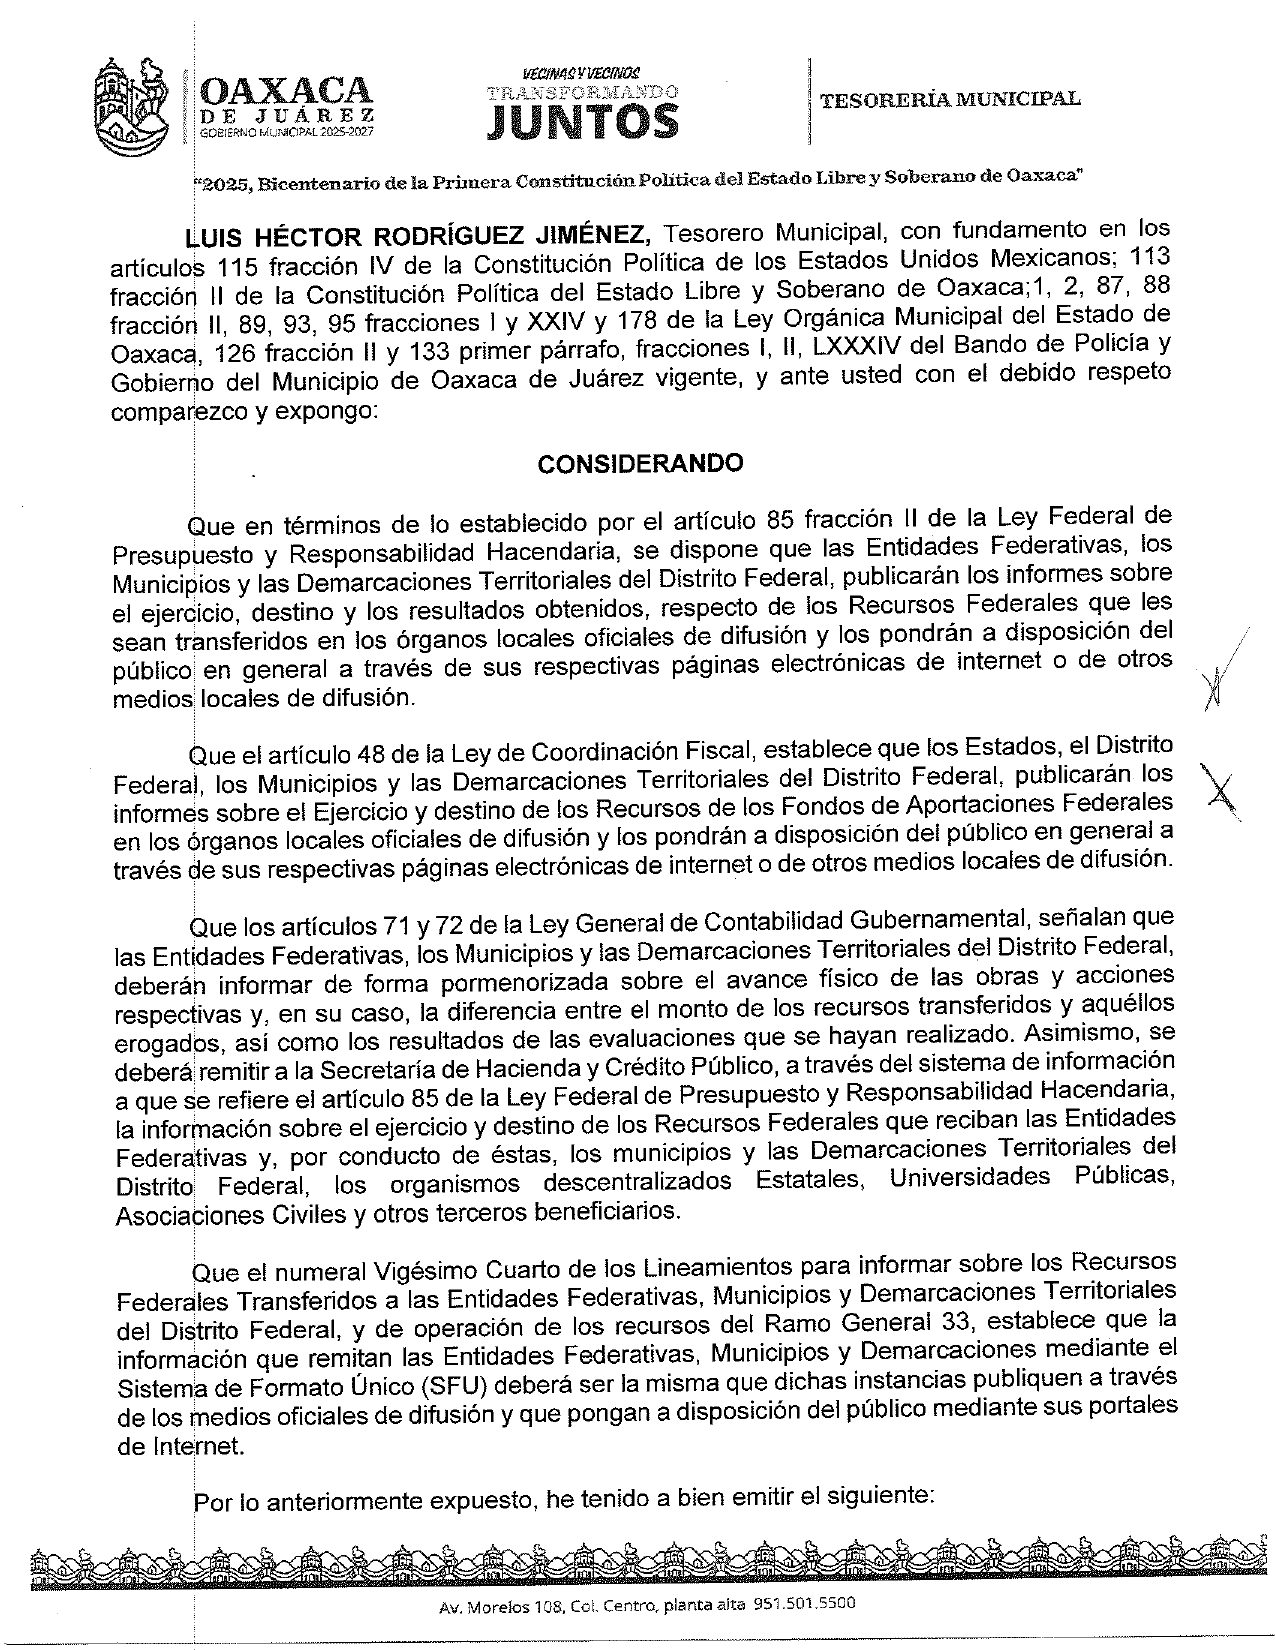 OAXACA
DE JUÁREZ
GOBIERNO MUNICIPAL 2025-2027
VECINAS Y VECINOS
TRANSFORMANDO
JUNTOS
TESORERÍA MUNICIPAL
"2025, Bicentenario de la Primera Constitución Política del Estado Libre y Soberano de Oaxaca"
LUIS HÉCTOR RODRÍGUEZ JIMÉNEZ, Tesorero Municipal, con fundamento en los
artículos 115 fracción IV de la Constitución Política de los Estados Unidos Mexicanos; 113
fracción II de la Constitución Política del Estado Libre y Soberano de Oaxaca;1, 2, 87, 88
fracción II, 89, 93, 95 fracciones I y XXIV y 178 de la Ley Orgánica Municipal del Estado de
Oaxaca, 126 fracción II y 133 primer párrafo, fracciones I, II, LXXXIV del Bando de Policía y
Gobierno del Municipio de Oaxaca de Juárez vigente, y ante usted con el debido respeto
comparezco y expongo:
CONSIDERANDO
Que en términos de lo establecido por el artículo 85 fracción II de la Ley Federal de
Presupuesto y Responsabilidad Hacendaria, se dispone que las Entidades Federativas, los
Municipios y las Demarcaciones Territoriales del Distrito Federal, publicarán los informes sobre
el ejercicio, destino y los resultados obtenidos, respecto de los Recursos Federales que les
sean transferidos en los órganos locales oficiales de difusión y los pondrán a disposición del
público en general a través de sus respectivas páginas electrónicas de internet o de otros
medios locales de difusión.
Que el artículo 48 de la Ley de Coordinación Fiscal, establece que los Estados, el Distrito
Federal, los Municipios y las Demarcaciones Territoriales del Distrito Federal, publicarán los
informes sobre el Ejercicio y destino de los Recursos de los Fondos de Aportaciones Federales
en los órganos locales oficiales de difusión y los pondrán a disposición del público en general a
través de sus respectivas páginas electrónicas de internet o de otros medios locales de difusión.
Que los artículos 71 y 72 de la Ley General de Contabilidad Gubernamental, señalan que
las Entidades Federativas, los Municipios y las Demarcaciones Territoriales del Distrito Federal,
deberán informar de forma pormenorizada sobre el avance físico de las obras y acciones
respectivas y, en su caso, la diferencia entre el monto de los recursos transferidos y aquéllos
erogados, así como los resultados de las evaluaciones que se hayan realizado. Asimismo, se
deberá remitir a la Secretaría de Hacienda y Crédito Público, a través del sistema de información
a que se refiere el artículo 85 de la Ley Federal de Presupuesto y Responsabilidad Hacendaria,
la información sobre el ejercicio y destino de los Recursos Federales que reciban las Entidades
Federativas y, por conducto de éstas, los municipios y las Demarcaciones Territoriales del
Distrito Federal, los organismos descentralizados Estatales, Universidades Públicas,
Asociaciones Civiles y otros terceros beneficiarios.
Que el numeral Vigésimo Cuarto de los Lineamientos para informar sobre los Recursos
Federales Transferidos a las Entidades Federativas, Municipios y Demarcaciones Territoriales
del Distrito Federal, y de operación de los recursos del Ramo General 33, establece que la
información que remitan las Entidades Federativas, Municipios y Demarcaciones mediante el
Sistema de Formato Único (SFU) deberá ser la misma que dichas instancias publiquen a través
de los medios oficiales de difusión y que pongan a disposición del público mediante sus portales
de Internet.
Por lo anteriormente expuesto, he tenido a bien emitir el siguiente:
Av. Morelos 108, Col. Centro, planta alta 951.501.5500